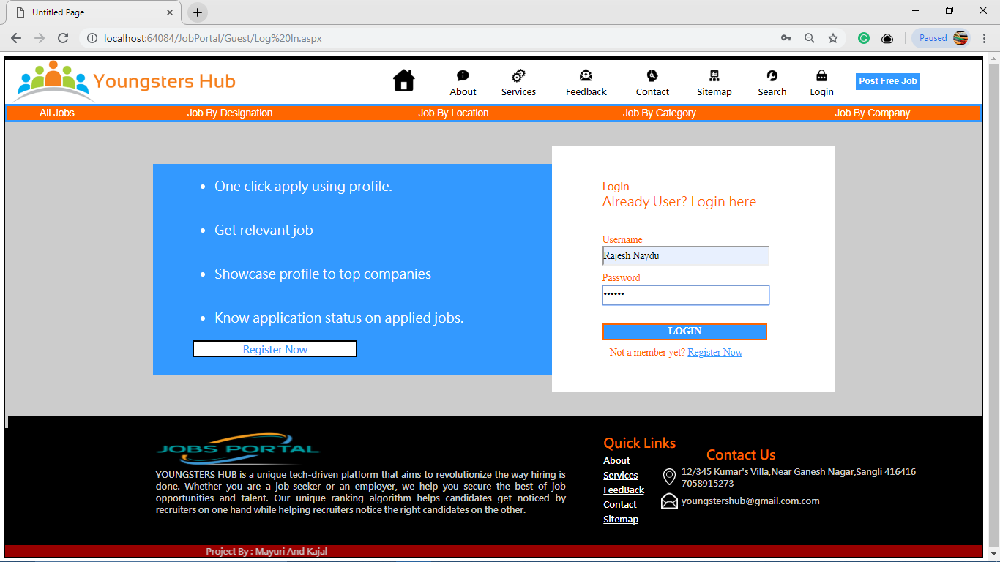 Untitled Page
localhost:64084/JobPortal/Guest/Log%20In.aspx
Paused
Youngsters Hub
About
Services
Feedback
Contact
Sitemap
Search
Login
Post Free Job
All Jobs
Job By Designation
Job By Location
Job By Category
Job By Company
• One click apply using profile.
• Get relevant job
• Showcase profile to top companies
• Know application status on applied jobs.
Register Now
Login
Already User? Login here
Username
Rajesh Naydu
Password
••••••
LOGIN
Not a member yet? Register Now
JOBS PORTAL
YOUNGSTERS HUB is a unique tech-driven platform that aims to revolutionize the way hiring is
done. Whether you are a job-seeker or an employer, we help you secure the best of job
opportunities and talent. Our unique ranking algorithm helps candidates get noticed by
recruiters on one hand while helping recruiters notice the right candidates on the other.
Quick Links
About
Services
FeedBack
Contact
Sitemap
Contact Us
12/345 Kumar's Villa,Near Ganesh Nagar,Sangli 416416
7058915273
youngstershub@gmail.com.com
Project By : Mayuri And Kajal